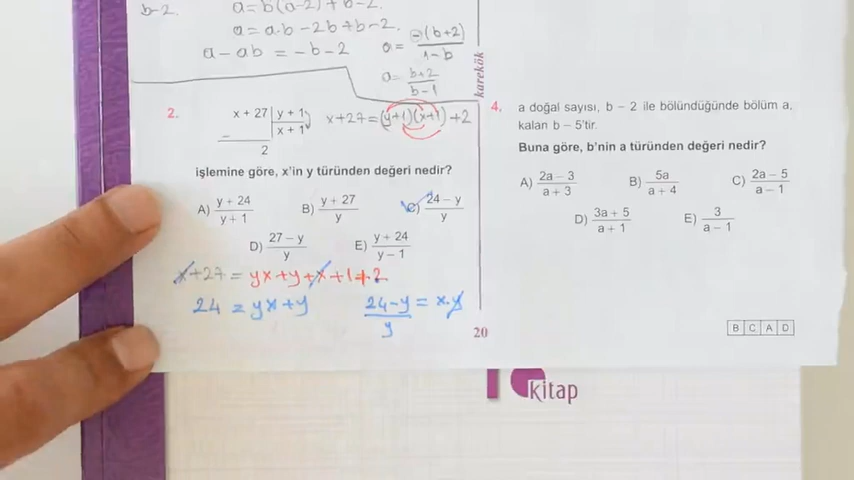 b-2.
a=b(a-2)+b-2.
a=a.b-2b+b-2.
a-ab=-b-2
a= -(b+2)/1-b
a= b+2/b-1
karekök
2.
x + 27 | y + 1
x + 1
−
2
x+27=(y+1)(x+1)+2
işlemine göre, x'in y türünden değeri nedir?
A) y + 24/y + 1 B) y + 27/y C) 24 − y/y
D) 27 − y/y E) y + 24/y − 1
x+27=yx+y+x+1+2
24=yx+y
24-y/y=x.y
20
4. a doğal sayısı, b − 2 ile bölündüğünde bölüm a,
kalan b − 5'tir.
Buna göre, b'nin a türünden değeri nedir?
A) 2a − 3/a + 3 B) 5a/a + 4 C) 2a − 5/a − 1
D) 3a + 5/a + 1 E) 3/a − 1
B C A D
kitap